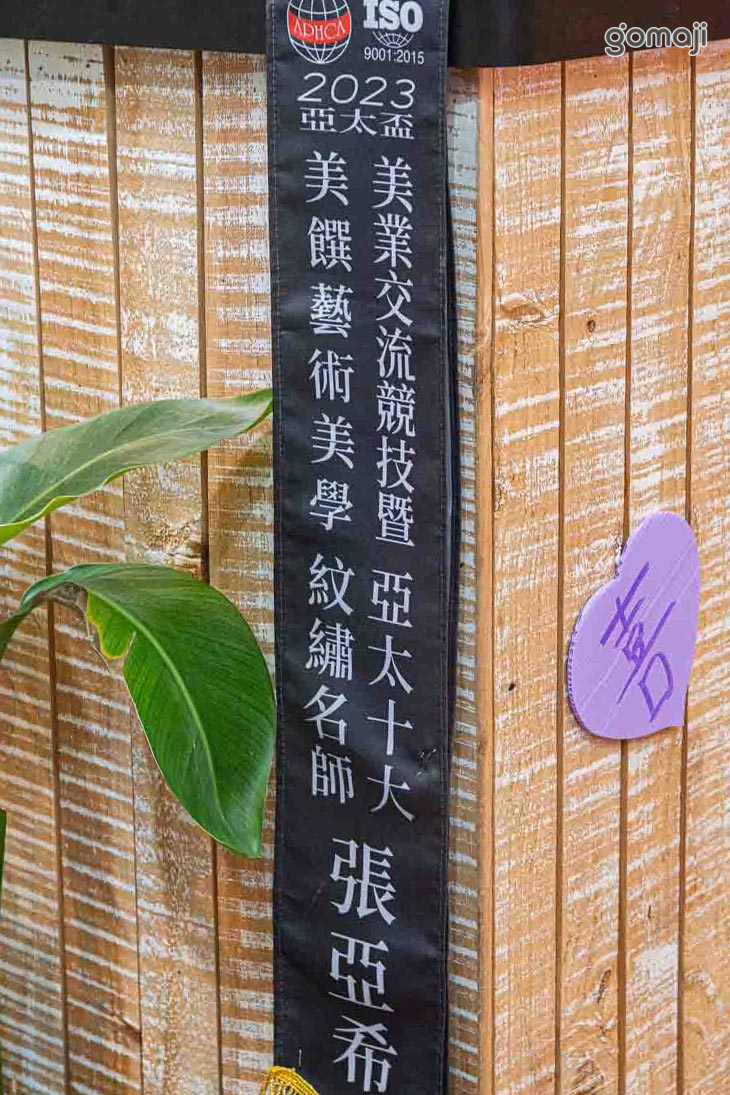 gomaji
APHCA
ISO
9001:2015
2023
亞太盃
美業交流競技暨 亞太十大
美饌藝術美學 紋繡名師
張亞希
喜